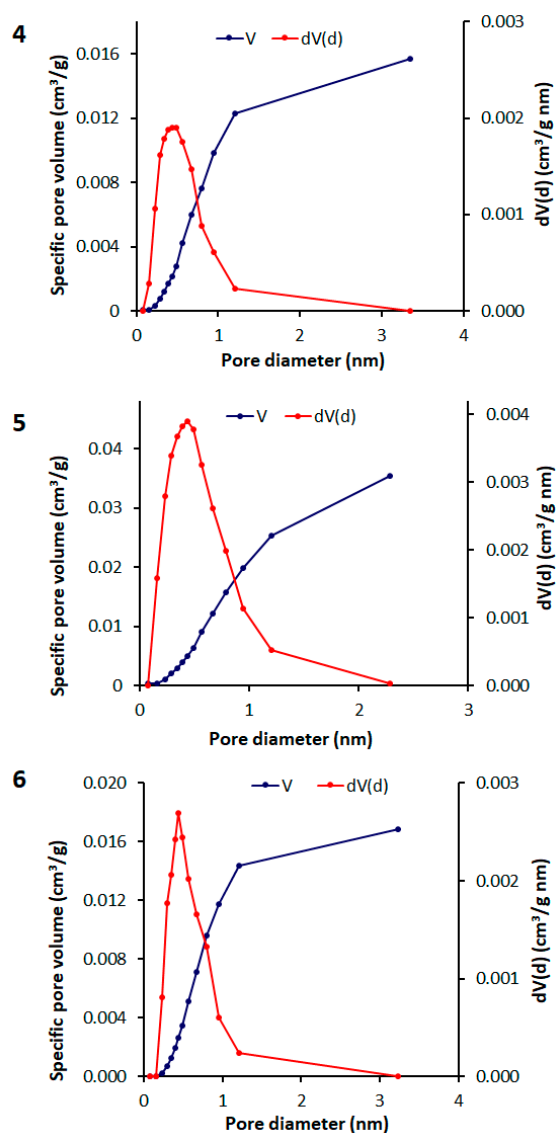 4
V dV(d)
0.016
0.012
0.008
0.004
0
0.003
0.002
0.001
0.000
0 1 2 3 4
Specific pore volume (cm³/g)
dV(d) (cm³/g nm)
Pore diameter (nm)
5
V dV(d)
0.04
0.03
0.02
0.01
0
0.004
0.003
0.002
0.001
0.000
0 1 2 3
Specific pore volume (cm³/g)
dV(d) (cm³/g nm)
Pore diameter (nm)
6
V dV(d)
0.020
0.016
0.012
0.008
0.004
0.000
0.003
0.002
0.001
0.000
0 1 2 3 4
Specific pore volume (cm³/g)
dV(d) (cm³/g nm)
Pore diameter (nm)